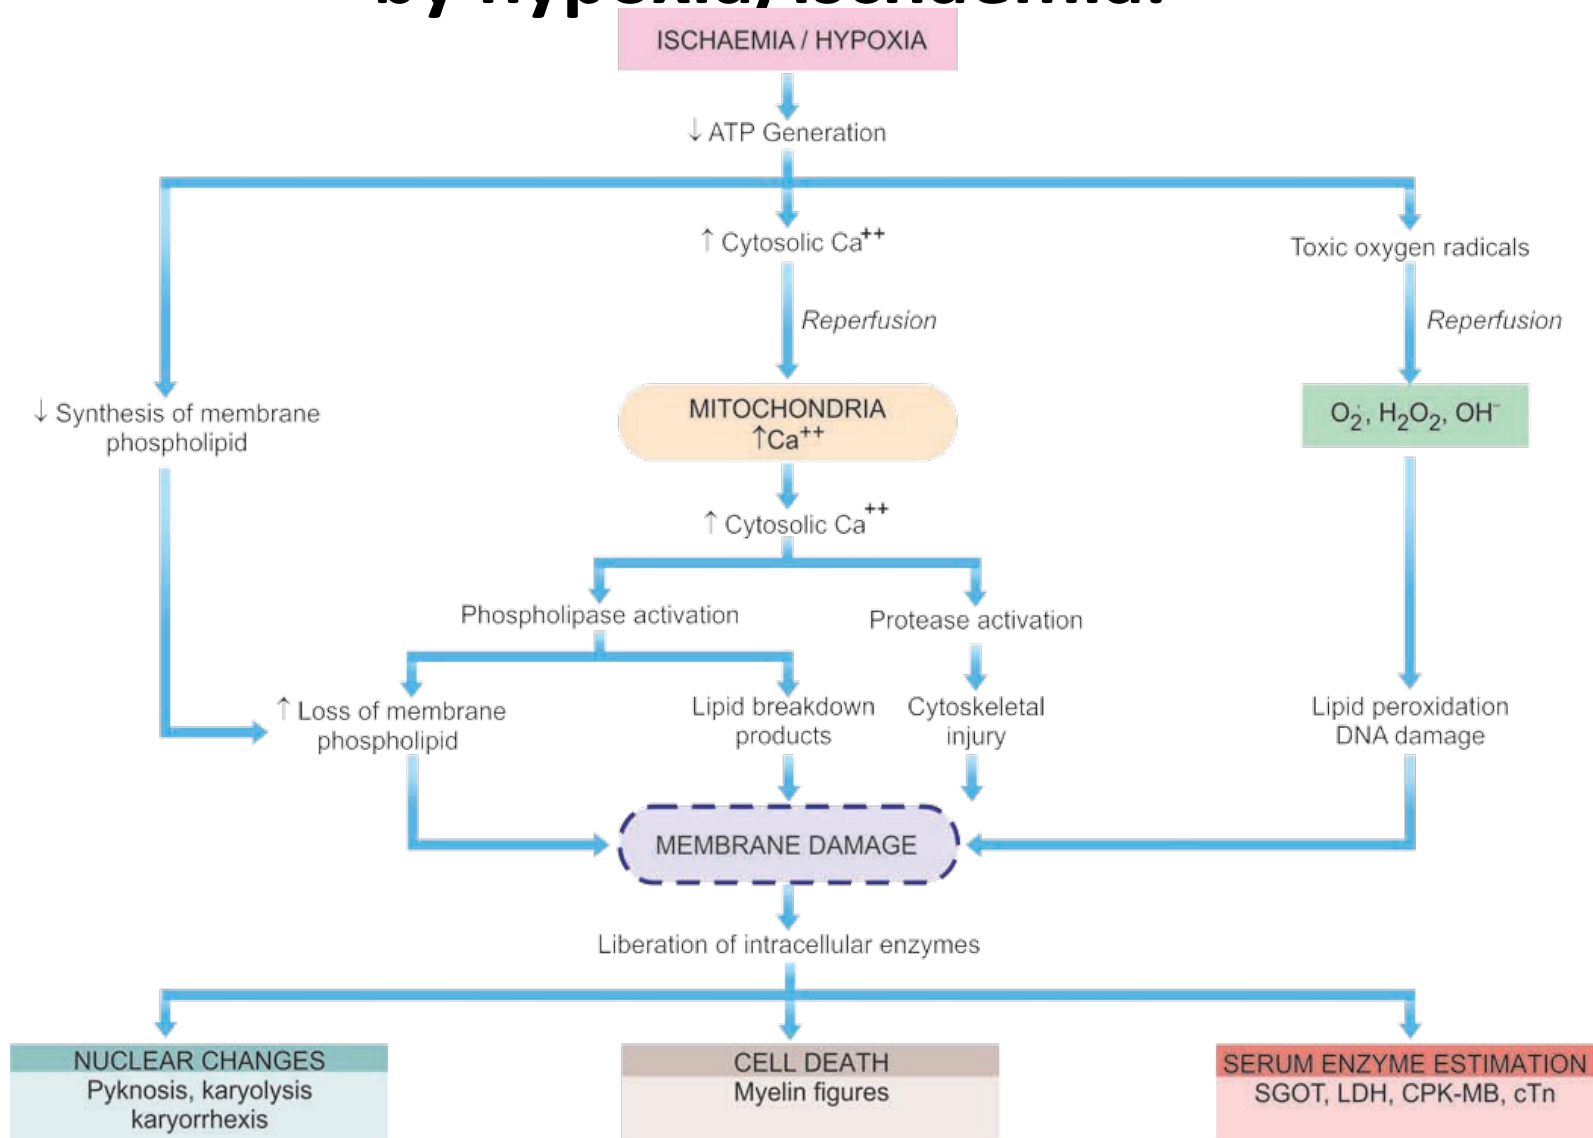 by hypoxia/ischaemia.
ISCHAEMIA / HYPOXIA
↓ ATP Generation
↑ Cytosolic Ca++
Toxic oxygen radicals
Reperfusion
Reperfusion
↓ Synthesis of membrane
phospholipid
MITOCHONDRIA
↑Ca++
O2∸, H2O2, OH−
↑ Cytosolic Ca++
Phospholipase activation
Protease activation
↑ Loss of membrane
phospholipid
Lipid breakdown
products
Cytoskeletal
injury
Lipid peroxidation
DNA damage
MEMBRANE DAMAGE
Liberation of intracellular enzymes
NUCLEAR CHANGES
Pyknosis, karyolysis
karyorrhexis
CELL DEATH
Myelin figures
SERUM ENZYME ESTIMATION
SGOT, LDH, CPK-MB, cTn